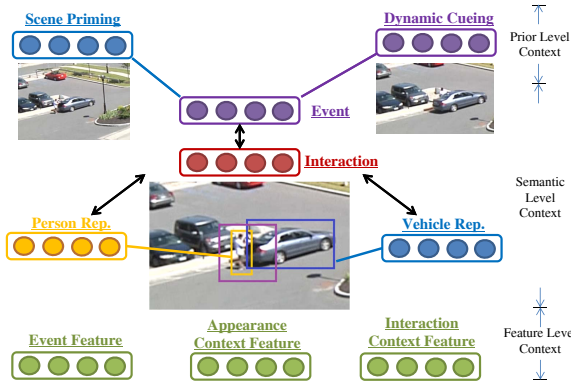 Scene Priming
Dynamic Cueing
Prior Level
Context
Event
Interaction
Semantic
Level
Context
Person Rep.
Vehicle Rep.
Event Feature
Appearance
Context Feature
Interaction
Context Feature
Feature Level
Context